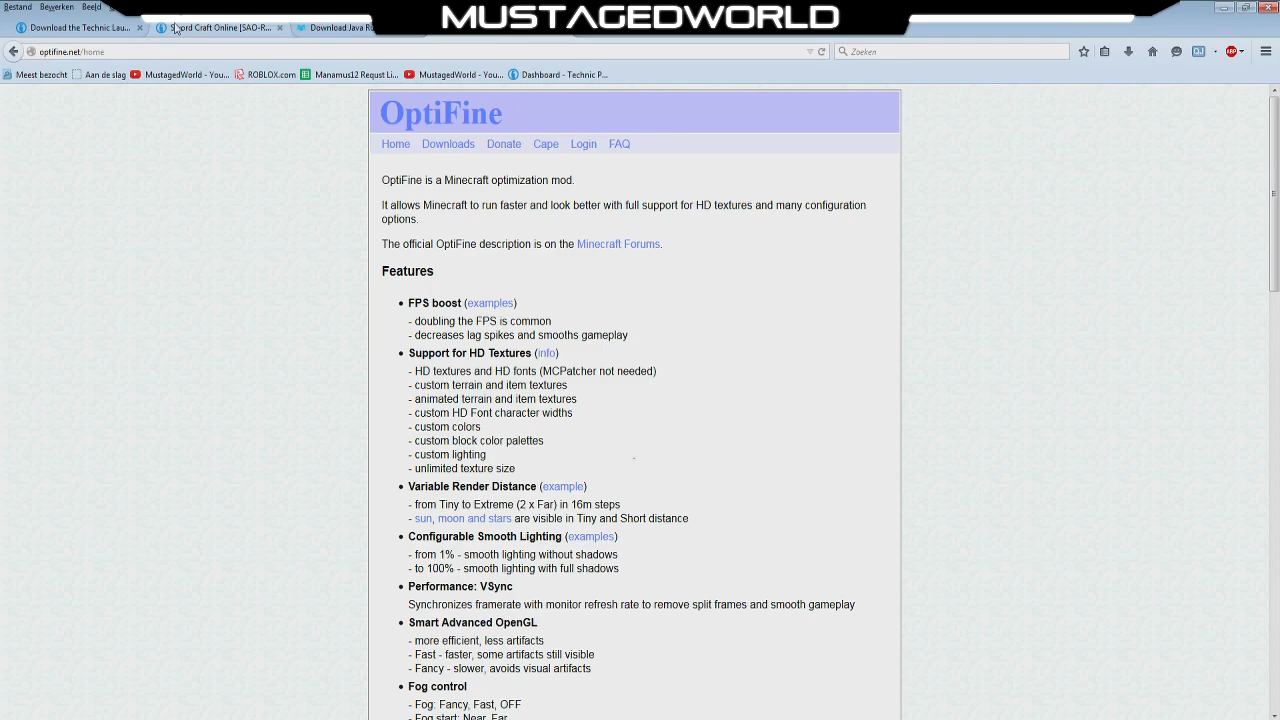 Bestand Bewerken Beeld
MUSTAGEDWORLD
Download the Technic Lau...
Sword Craft Online [SAO-R...
Download Java Ru
optifine.net/home
Zoeken
Meest bezocht
Aan de slag
MustagedWorld - You...
ROBLOX.com
Manamus12 Requst Li...
MustagedWorld - You...
Dashboard - Technic P...
OptiFine
Home Downloads Donate Cape Login FAQ
OptiFine is a Minecraft optimization mod.
It allows Minecraft to run faster and look better with full support for HD textures and many configuration
options.
The official OptiFine description is on the Minecraft Forums.
Features
• FPS boost (examples)
- doubling the FPS is common
- decreases lag spikes and smooths gameplay
• Support for HD Textures (info)
- HD textures and HD fonts (MCPatcher not needed)
- custom terrain and item textures
- animated terrain and item textures
- custom HD Font character widths
- custom colors
- custom block color palettes
- custom lighting
- unlimited texture size
• Variable Render Distance (example)
- from Tiny to Extreme (2 x Far) in 16m steps
- sun, moon and stars are visible in Tiny and Short distance
• Configurable Smooth Lighting (examples)
- from 1% - smooth lighting without shadows
- to 100% - smooth lighting with full shadows
• Performance: VSync
Synchronizes framerate with monitor refresh rate to remove split frames and smooth gameplay
• Smart Advanced OpenGL
- more efficient, less artifacts
- Fast - faster, some artifacts still visible
- Fancy - slower, avoids visual artifacts
• Fog control
- Fog: Fancy, Fast, OFF
- Fog start: Near, Far